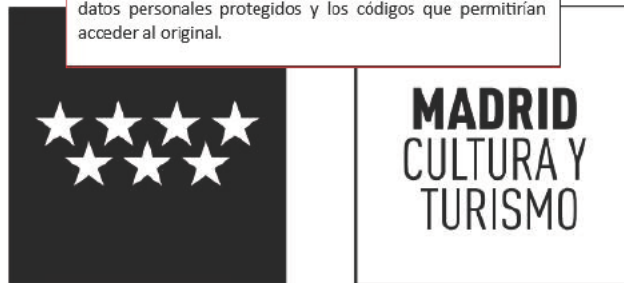 datos personales protegidos y los códigos que permitirían
acceder al original.
MADRID
CULTURA Y
TURISMO